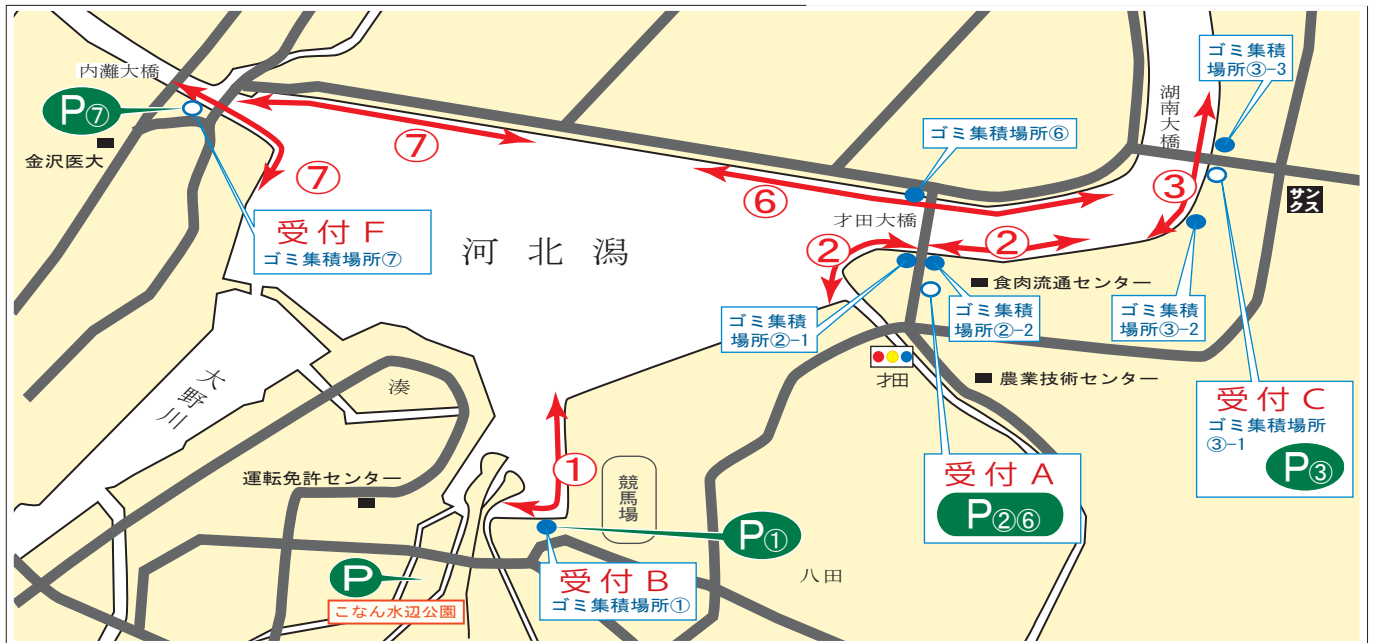 内灘大橋
P⑦
金沢医大
⑦
⑦
受付 F
ゴミ集積場所⑦
河北潟
⑥
ゴミ集積場所⑥
ゴミ集積
場所③-3
湖南大橋
サン
クス
③
才田大橋
②
②
食肉流通センター
ゴミ集積
場所②-1
ゴミ集積
場所②-2
ゴミ集積
場所③-2
才田
農業技術センター
受付 C
ゴミ集積場所
③-1
P③
受付 A
P②⑥
大野川
湊
運転免許センター
①
競馬場
P①
八田
P
こなん水辺公園
受付 B
ゴミ集積場所①